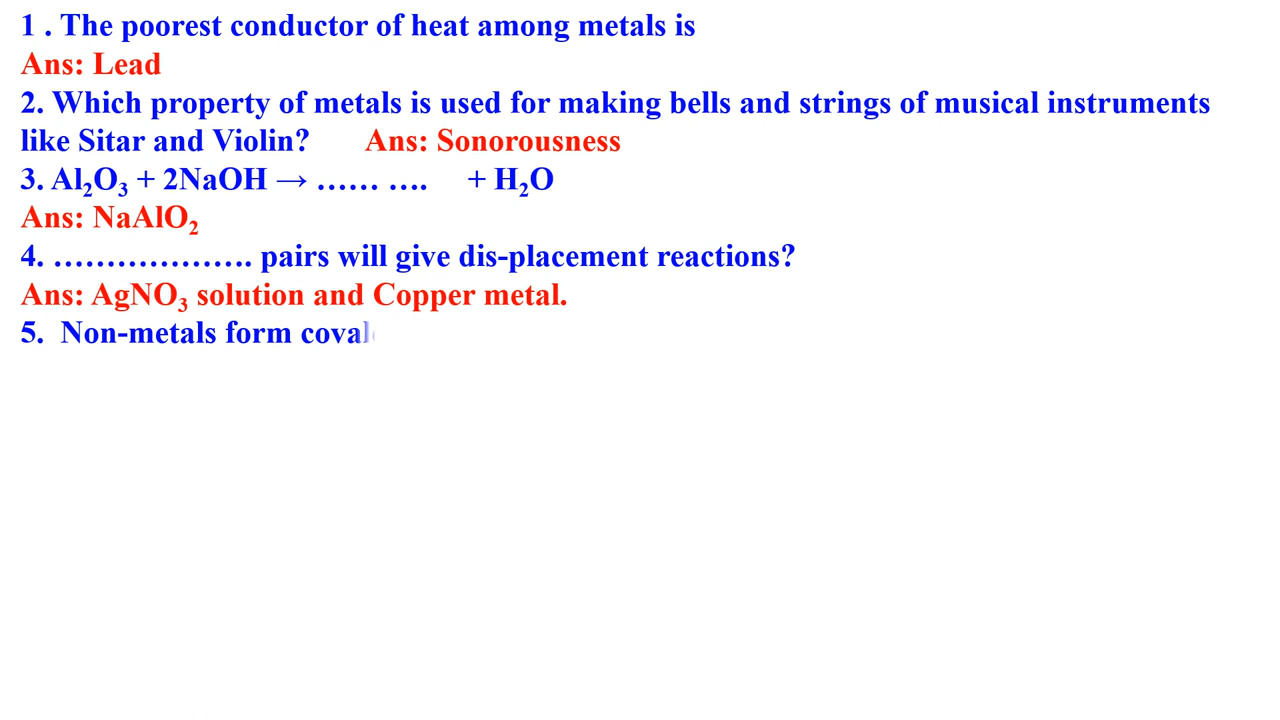 1 . The poorest conductor of heat among metals is
Ans: Lead
2. Which property of metals is used for making bells and strings of musical instruments
like Sitar and Violin? Ans: Sonorousness
3. Al₂O₃ + 2NaOH → …… …. + H₂O
Ans: NaAlO₂
4. ………………. pairs will give dis-placement reactions?
Ans: AgNO₃ solution and Copper metal.
5. Non-metals form